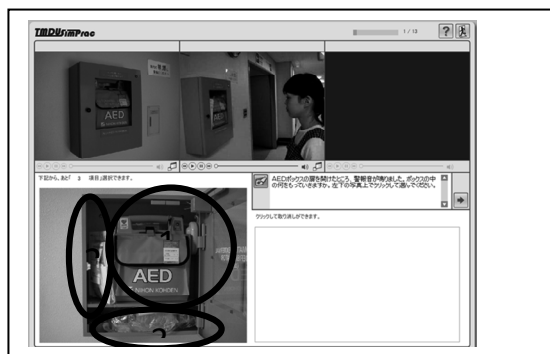 TMDUSimPrac
1 / 13
AED
AED
下記から、あと「 3 項目」選択できます。
AEDボックスの扉を開けたところ、警報音が鳴りました。ボックスの中
の何をもっていきますか。左下の写真上でクリックして選んでください。
クリックして取り消しができます。
AED
NIHON KOHDEN